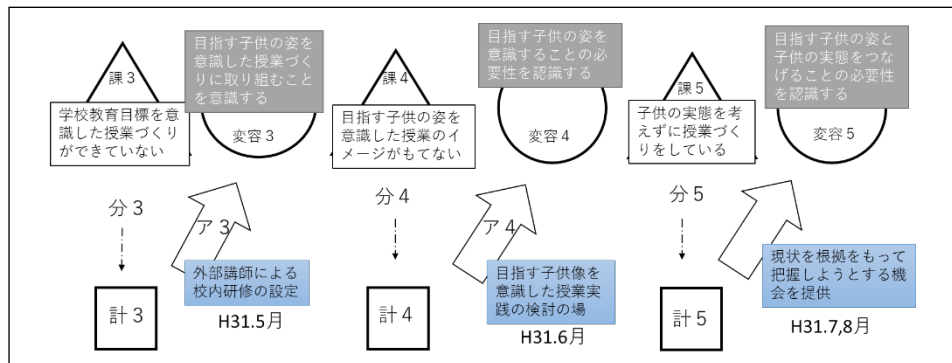 課3
目指す子供の姿を
意識した授業づく
りに取り組むこと
を意識する
学校教育目標を意
識した授業づくり
ができていない
変容3
分3
ア3
外部講師による
校内研修の設定
計3
H31.5月
課4
目指す子供の姿を
意識することの必
要性を認識する
目指す子供の姿を
意識した授業のイ
メージがもてない
変容4
分4
ア4
目指す子供像を
意識した授業実
践の検討の場
計4
H31.6月
課5
目指す子供の姿と
子供の実態をつな
げることの必要性
を認識する
子供の実態を考
えずに授業づく
りをしている
変容5
分5
現状を根拠をもって
把握しようとする機
会を提供
計5
H31.7,8月